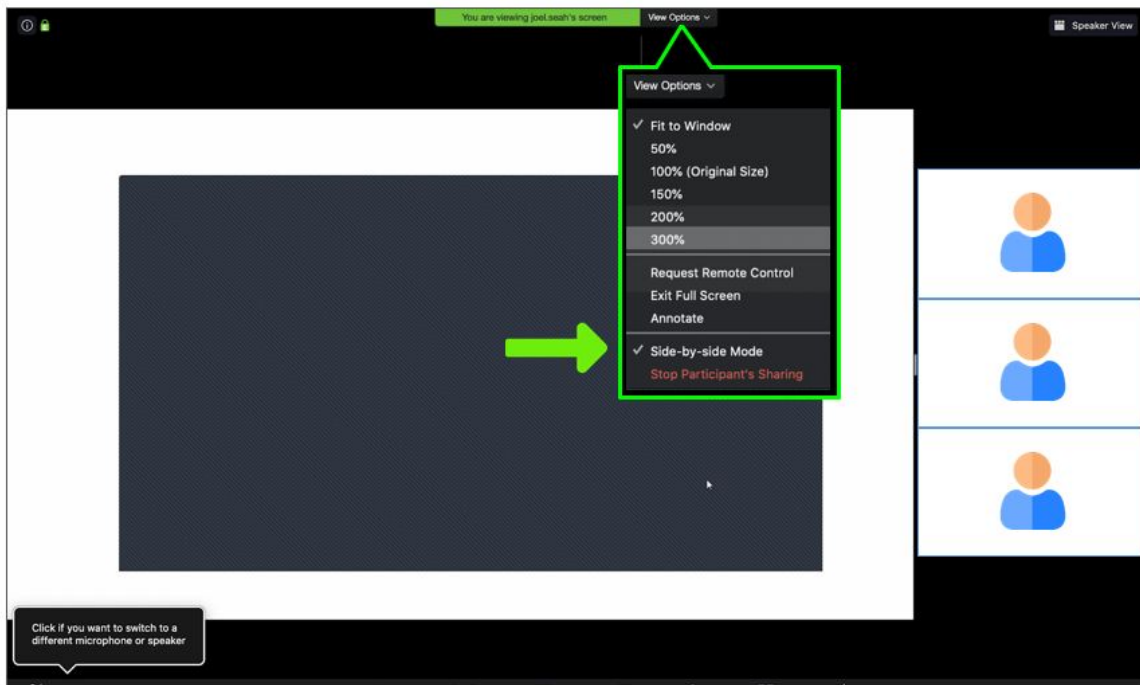 You are viewing joel.seah's screen
View Options
Speaker View
View Options
Fit to Window
50%
100% (Original Size)
150%
200%
300%
Request Remote Control
Exit Full Screen
Annotate
Side-by-side Mode
Stop Participant's Sharing
Click if you want to switch to a
different microphone or speaker